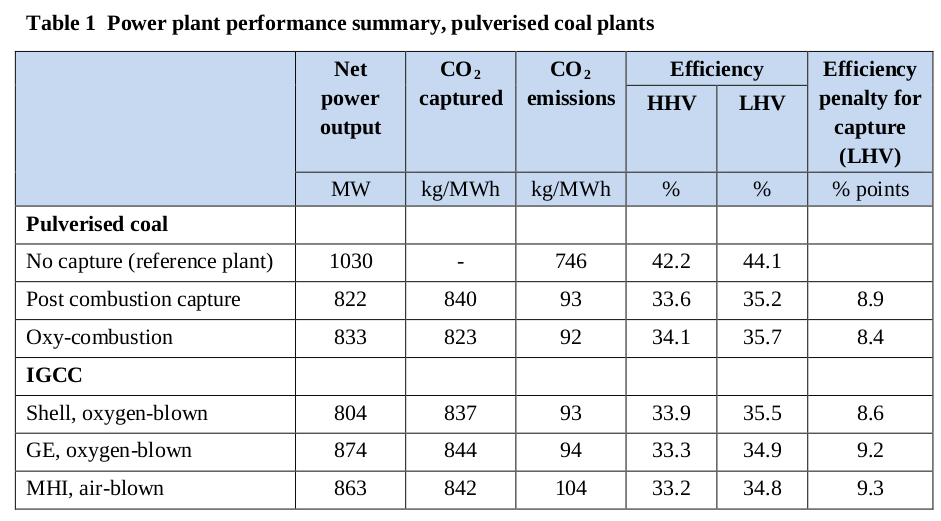 Table 1 Power plant performance summary, pulverised coal plants
Net power output CO₂ captured CO₂ emissions Efficiency Efficiency penalty for capture (LHV)
HHV LHV
MW kg/MWh kg/MWh % % % points
Pulverised coal
No capture (reference plant) 1030 - 746 42.2 44.1
Post combustion capture 822 840 93 33.6 35.2 8.9
Oxy-combustion 833 823 92 34.1 35.7 8.4
IGCC
Shell, oxygen-blown 804 837 93 33.9 35.5 8.6
GE, oxygen-blown 874 844 94 33.3 34.9 9.2
MHI, air-blown 863 842 104 33.2 34.8 9.3